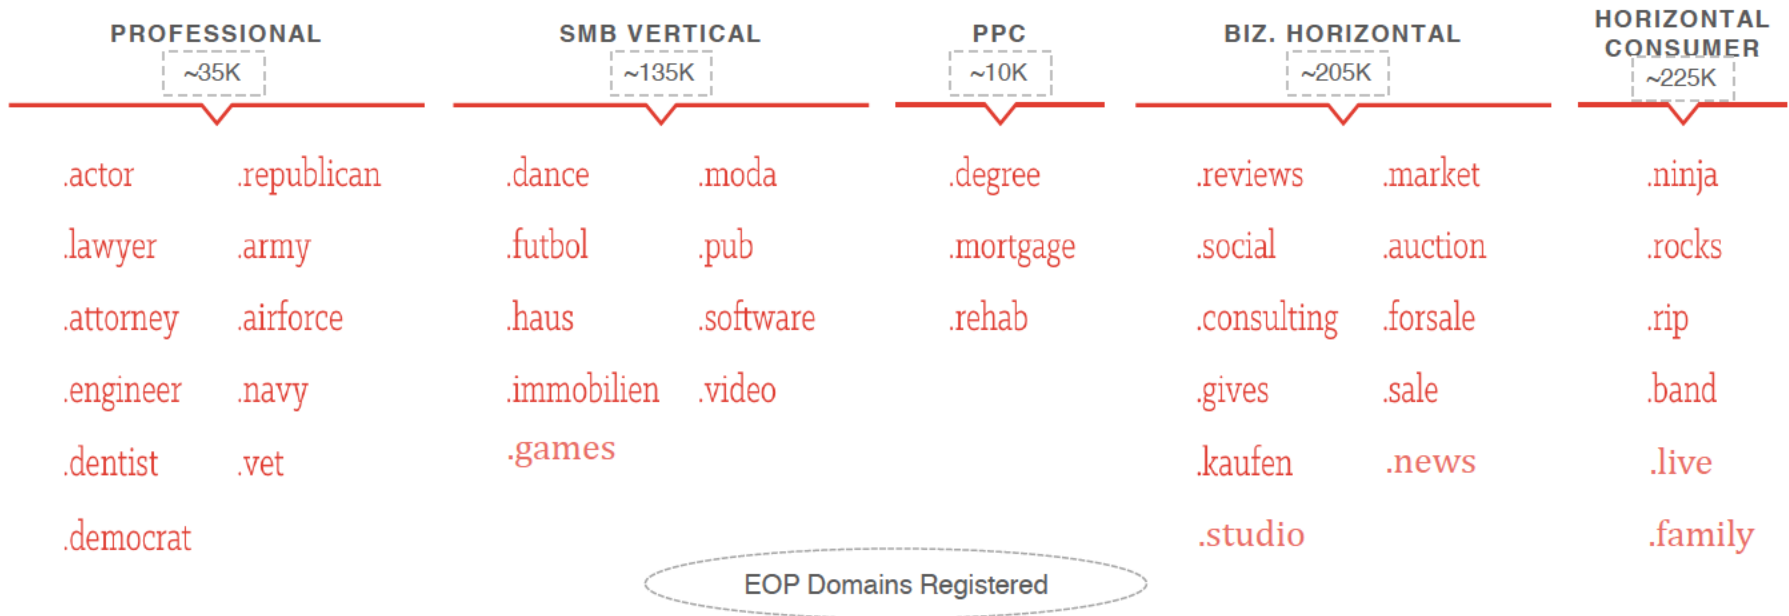 PROFESSIONAL
~35K
.actor
.lawyer
.attorney
.engineer
.dentist
.democrat
.republican
.army
.airforce
.navy
.vet
SMB VERTICAL
~135K
.dance
.futbol
.haus
.immobilien
.games
.moda
.pub
.software
.video
PPC
~10K
.degree
.mortgage
.rehab
BIZ. HORIZONTAL
~205K
.reviews
.social
.consulting
.gives
.kaufen
.studio
.market
.auction
.forsale
.sale
.news
HORIZONTAL
CONSUMER
~225K
.ninja
.rocks
.rip
.band
.live
.family
EOP Domains Registered